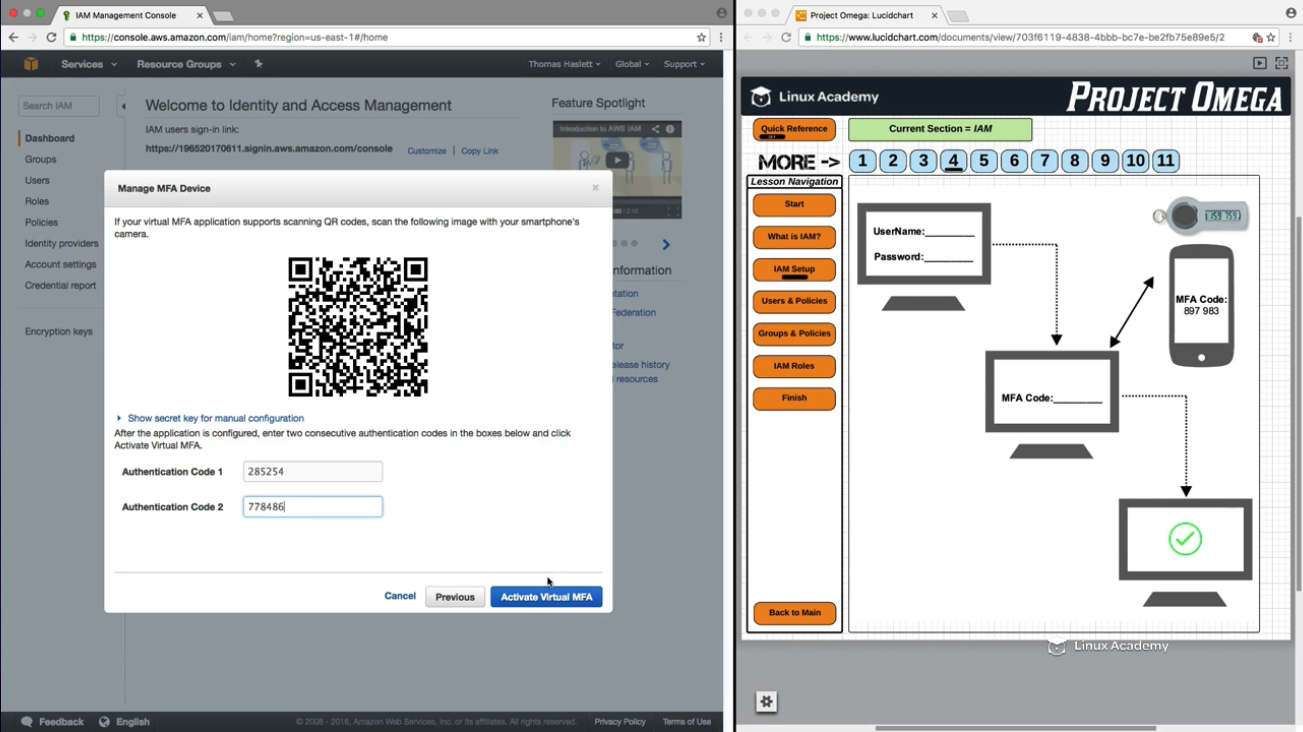 IAM Management Console
https://console.aws.amazon.com/iam/home?region=us-east-1#/home
Services
Resource Groups
Thomas Haslett
Global
Support
Search IAM
Dashboard
Groups
Users
Roles
Policies
Identity providers
Account settings
Credential report
Encryption keys
Welcome to Identity and Access Management
IAM users sign-in link:
https://196520170611.signin.aws.amazon.com/console
Customize | Copy Link
Feature Spotlight
Introduction to AWS IAM
nformation
tation
Federation
tor
elease history
resources
Manage MFA Device
If your virtual MFA application supports scanning QR codes, scan the following image with your smartphone's
camera.
Show secret key for manual configuration
After the application is configured, enter two consecutive authentication codes in the boxes below and click
Activate Virtual MFA.
Authentication Code 1 285254
Authentication Code 2 778486
Cancel
Previous
Activate Virtual MFA
Feedback
English
© 2008 - 2016, Amazon Web Services, Inc. or its affiliates. All rights reserved.
Privacy Policy
Terms of Use
Project Omega: Lucidchart
https://www.lucidchart.com/documents/view/703f6119-4838-4bbb-bc7e-be2fb75e89e5/2
Linux Academy
PROJECT OMEGA
Quick Reference
Current Section = IAM
MORE -> 1 2 3 4 5 6 7 8 9 10 11
Lesson Navigation
Start
What is IAM?
IAM Setup
Users & Policies
Groups & Policies
IAM Roles
Finish
Back to Main
UserName:_________
Password:_________
MFA Code:
897 983
MFA Code:_________
Linux Academy